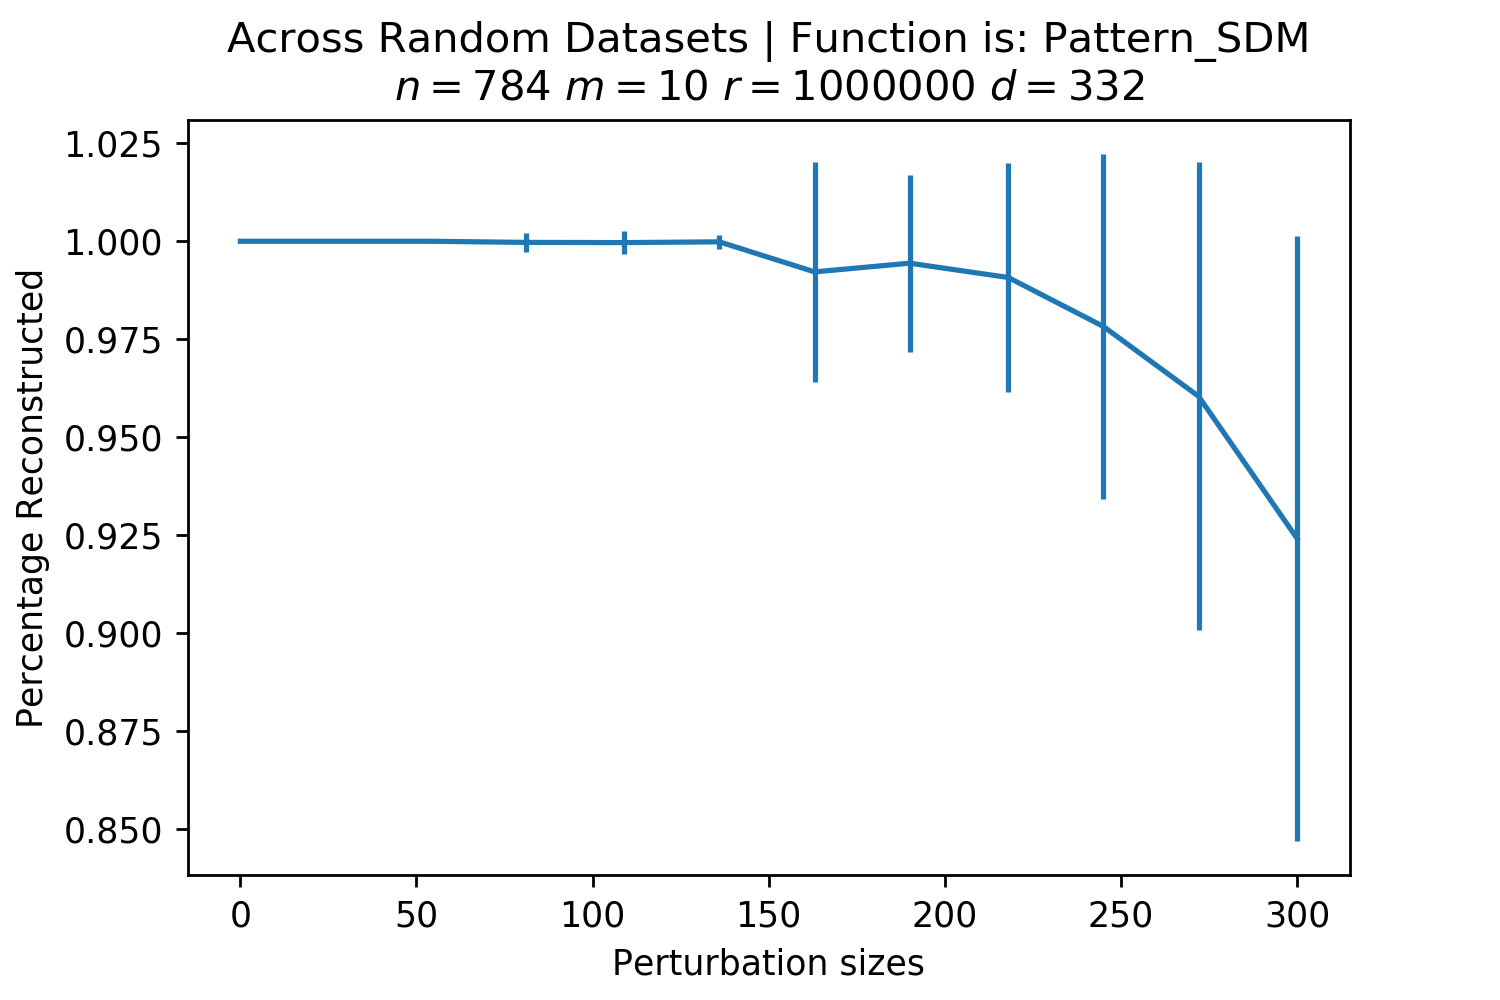 Across Random Datasets | Function is: Pattern_SDM
n = 784 m = 10 r = 1000000 d = 332
1.025
1.000
0.975
0.950
0.925
0.900
0.875
0.850
Percentage Reconstructed
0 50 100 150 200 250 300
Perturbation sizes